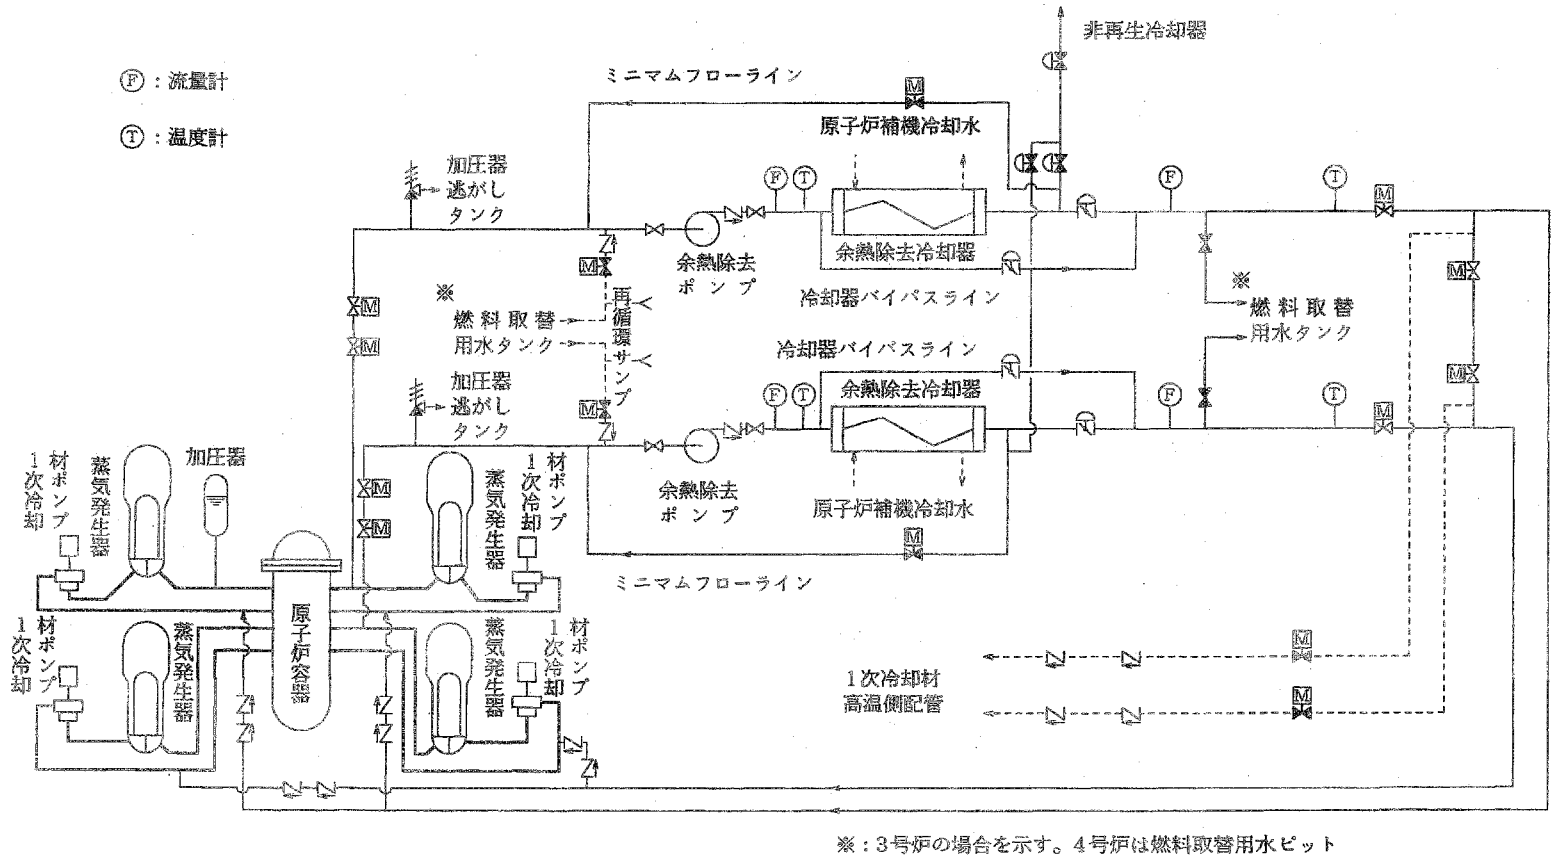 非再生冷却器
Ⓕ：流量計
ミニマムフローライン
M
原子炉補機冷却水
Ⓣ：温度計
加圧器
逃がし
タンク
F
T
F
T
M
余熱除去
ポンプ
余熱除去冷却器
M
M
冷却器バイパスライン
※
燃料取替
用水タンク
再循環サンプ
※
燃料取替
用水タンク
M
M
冷却器バイパスライン
加圧器
逃がし
タンク
M
F
T
余熱除去冷却器
F
T
M
M
余熱除去
ポンプ
原子炉補機冷却水
M
M
M
ミニマムフローライン
1次冷却
材ポンプ
蒸気発生器
加圧器
蒸気発生器
1次冷却
材ポンプ
原子炉容器
1次冷却
材ポンプ
蒸気発生器
蒸気発生器
1次冷却
材ポンプ
M
1次冷却材
高温側配管
M
※：3号炉の場合を示す。4号炉は燃料取替用水ピット